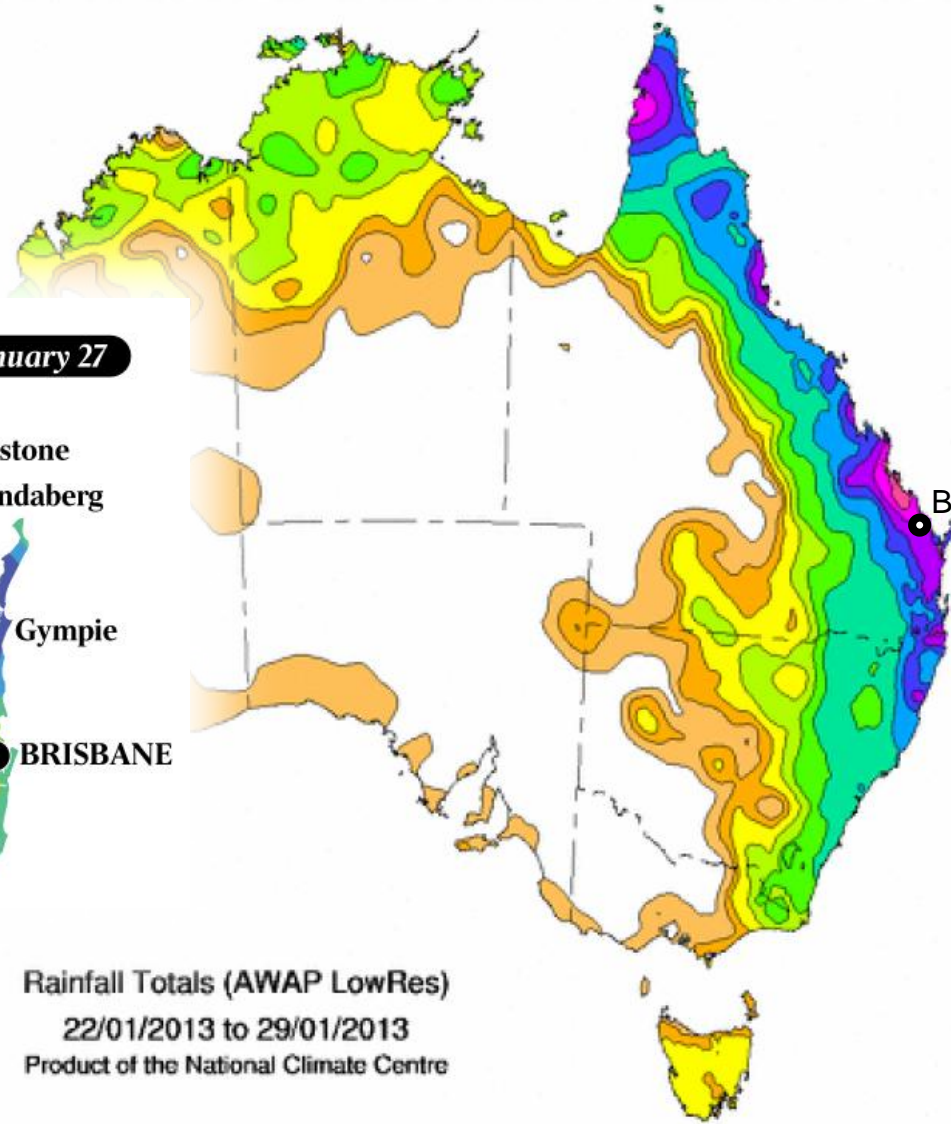 nuary 27
stone
ndaberg
Gympie
BRISBANE
B
Rainfall Totals (AWAP LowRes)
22/01/2013 to 29/01/2013
Product of the National Climate Centre